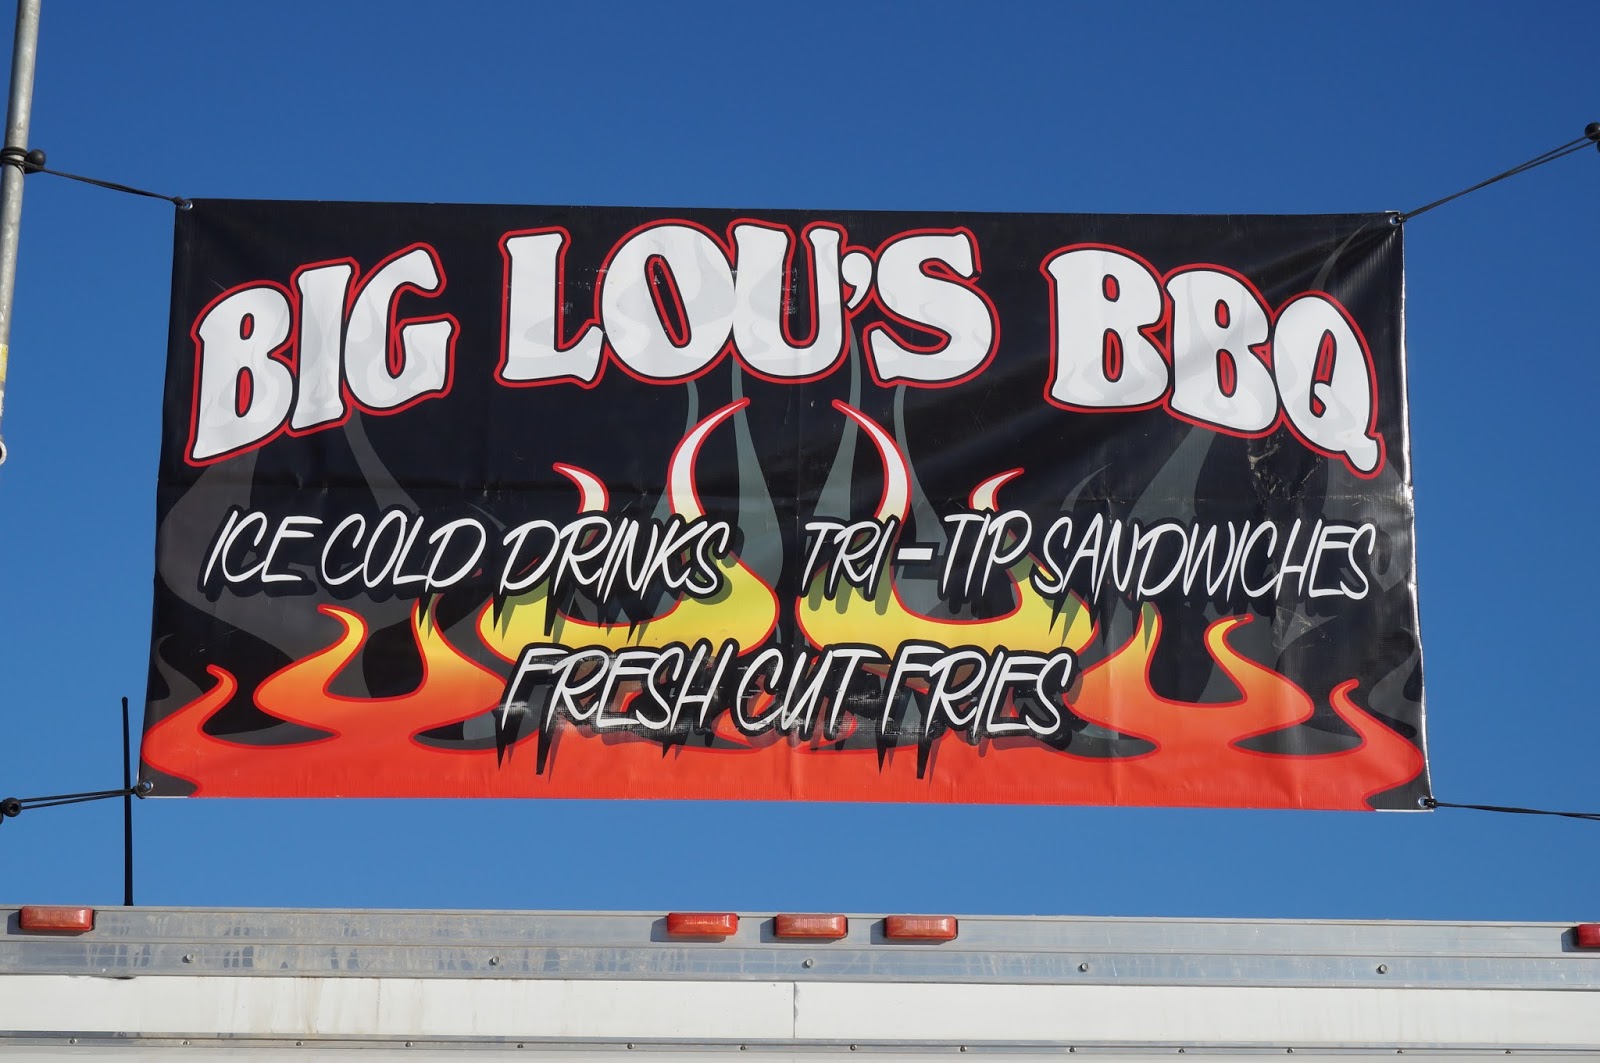 BIG LOU'S BBQ
ICE COLD DRINKS TRI-TIP SANDWICHES
FRESH CUT FRIES